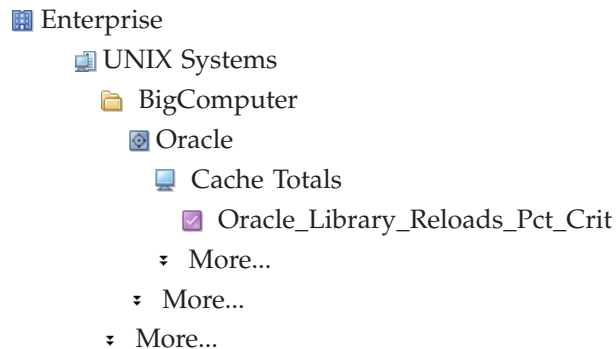 Enterprise
UNIX Systems
BigComputer
Oracle
Cache Totals
Oracle_Library_Reloads_Pct_Crit
More...
More...
More...